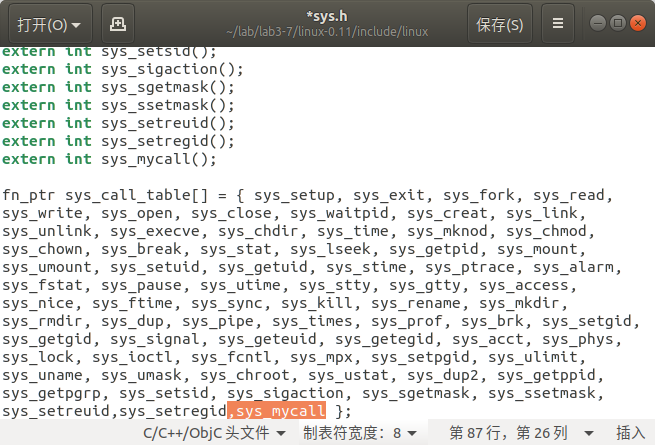 打开(O)
*sys.h
~/lab/lab3-7/linux-0.11/include/linux
保存(S)
extern int sys_setsid();
extern int sys_sigaction();
extern int sys_sgetmask();
extern int sys_ssetmask();
extern int sys_setreuid();
extern int sys_setregid();
extern int sys_mycall();
fn_ptr sys_call_table[] = { sys_setup, sys_exit, sys_fork, sys_read,
sys_write, sys_open, sys_close, sys_waitpid, sys_creat, sys_link,
sys_unlink, sys_execve, sys_chdir, sys_time, sys_mknod, sys_chmod,
sys_chown, sys_break, sys_stat, sys_lseek, sys_getpid, sys_mount,
sys_umount, sys_setuid, sys_getuid, sys_stime, sys_ptrace, sys_alarm,
sys_fstat, sys_pause, sys_utime, sys_stty, sys_gtty, sys_access,
sys_nice, sys_ftime, sys_sync, sys_kill, sys_rename, sys_mkdir,
sys_rmdir, sys_dup, sys_pipe, sys_times, sys_prof, sys_brk, sys_setgid,
sys_getgid, sys_signal, sys_geteuid, sys_getegid, sys_acct, sys_phys,
sys_lock, sys_ioctl, sys_fcntl, sys_mpx, sys_setpgid, sys_ulimit,
sys_uname, sys_umask, sys_chroot, sys_ustat, sys_dup2, sys_getppid,
sys_getpgrp, sys_setsid, sys_sigaction, sys_sgetmask, sys_ssetmask,
sys_setreuid,sys_setregid,sys_mycall };
C/C++/ObjC 头文件 制表符宽度：8 第 87 行，第 26 列 插入